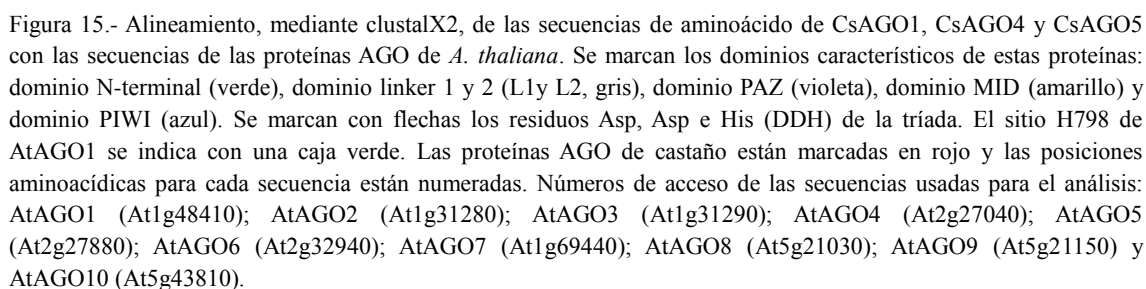 Figura 15.- Alineamiento, mediante clustalX2, de las secuencias de aminoácido de CsAGO1, CsAGO4 y CsAGO5
con las secuencias de las proteínas AGO de A. thaliana. Se marcan los dominios característicos de estas proteínas:
dominio N-terminal (verde), dominio linker 1 y 2 (L1y L2, gris), dominio PAZ (violeta), dominio MID (amarillo) y
dominio PIWI (azul). Se marcan con flechas los residuos Asp, Asp e His (DDH) de la tríada. El sitio H798 de
AtAGO1 se indica con una caja verde. Las proteínas AGO de castaño están marcadas en rojo y las posiciones
aminoacídicas para cada secuencia están numeradas. Números de acceso de las secuencias usadas para el análisis:
AtAGO1 (At1g48410); AtAGO2 (At1g31280); AtAGO3 (At1g31290); AtAGO4 (At2g27040); AtAGO5
(At2g27880); AtAGO6 (At2g32940); AtAGO7 (At1g69440); AtAGO8 (At5g21030); AtAGO9 (At5g21150) y
AtAGO10 (At5g43810).